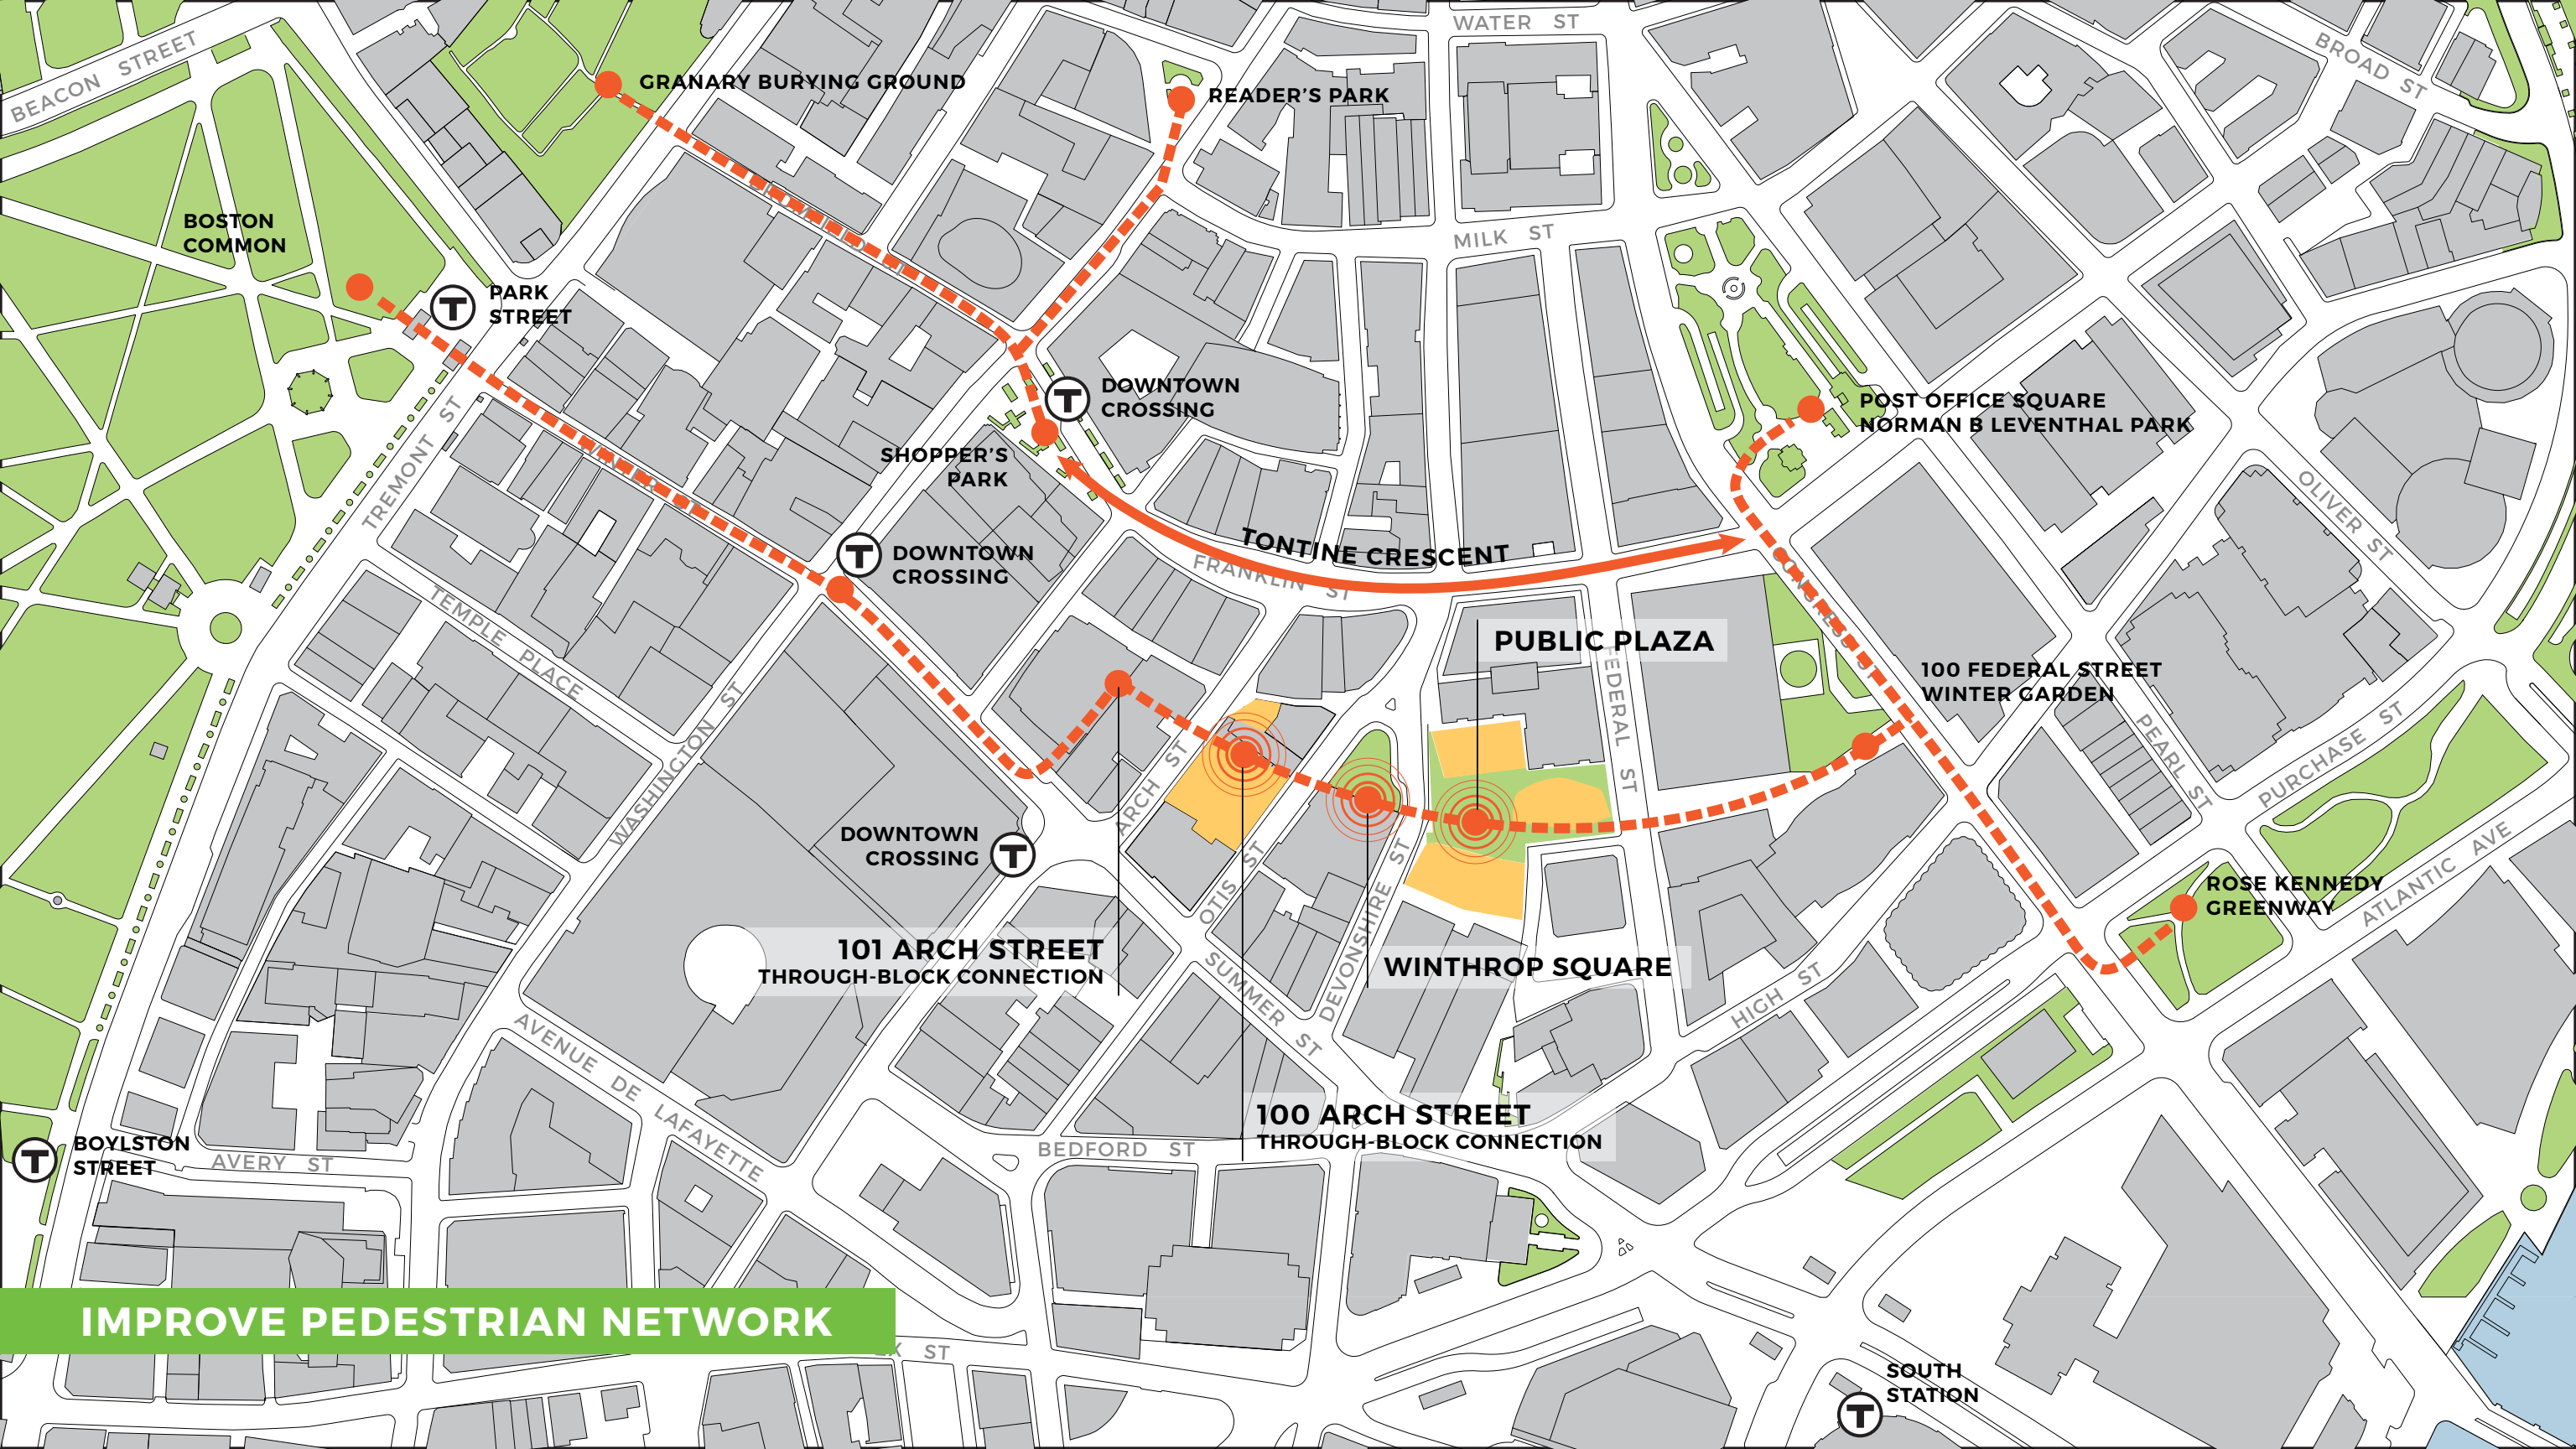 WATER ST
BEACON STREET
BROAD ST
GRANARY BURYING GROUND
READER'S PARK
BOSTON
COMMON
MILK ST
PARK
STREET
T
DOWNTOWN
CROSSING
T
POST OFFICE SQUARE
NORMAN B LEVENTHAL PARK
TREMONT ST
SHOPPER'S
PARK
OLIVER ST
TONTINE CRESCENT
FRANKLIN ST
T
DOWNTOWN
CROSSING
CONGRESS ST
TEMPLE PLACE
PUBLIC PLAZA
FEDERAL ST
100 FEDERAL STREET
WINTER GARDEN
WASHINGTON ST
PEARL ST
PURCHASE ST
ARCH ST
DOWNTOWN
CROSSING
T
OTIS ST
DEVONSHIRE ST
ROSE KENNEDY
GREENWAY
ATLANTIC AVE
101 ARCH STREET
THROUGH-BLOCK CONNECTION
WINTHROP SQUARE
SUMMER ST
HIGH ST
AVENUE DE LAFAYETTE
100 ARCH STREET
THROUGH-BLOCK CONNECTION
T
BOYLSTON
STREET
AVERY ST
BEDFORD ST
IMPROVE PEDESTRIAN NETWORK
ST
SOUTH
STATION
T